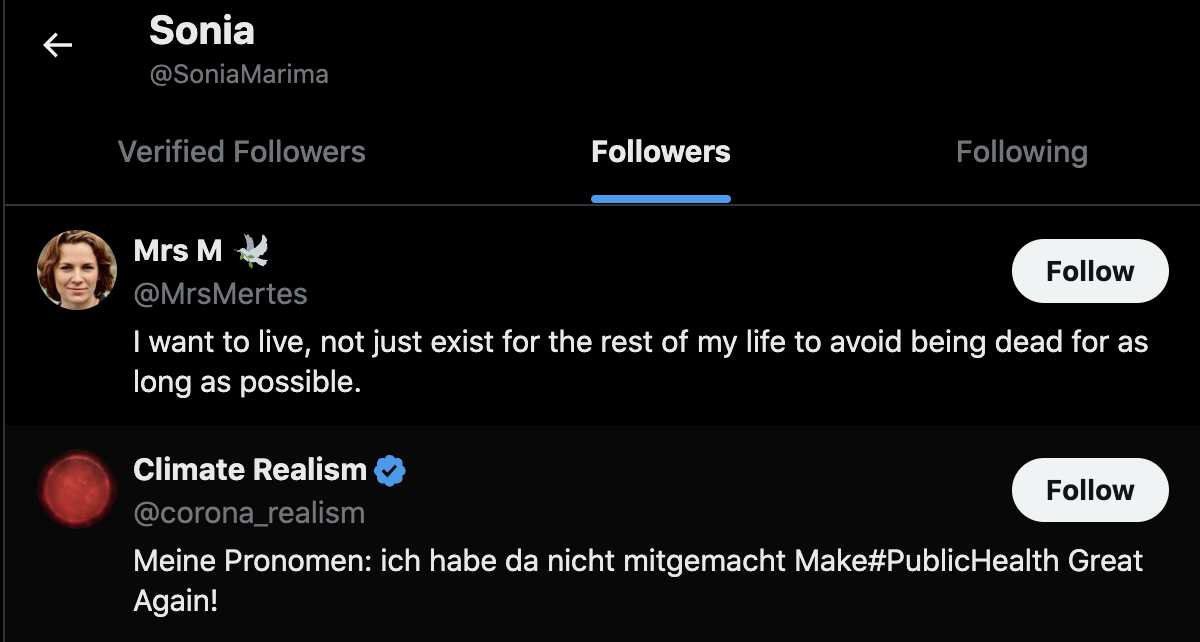 Sonia
@SoniaMarima
Verified Followers
Followers
Following
Mrs M 🕊️
Follow
@MrsMertes
I want to live, not just exist for the rest of my life to avoid being dead for as
long as possible.
Climate Realism
Follow
@corona_realism
Meine Pronomen: ich habe da nicht mitgemacht Make#PublicHealth Great
Again!